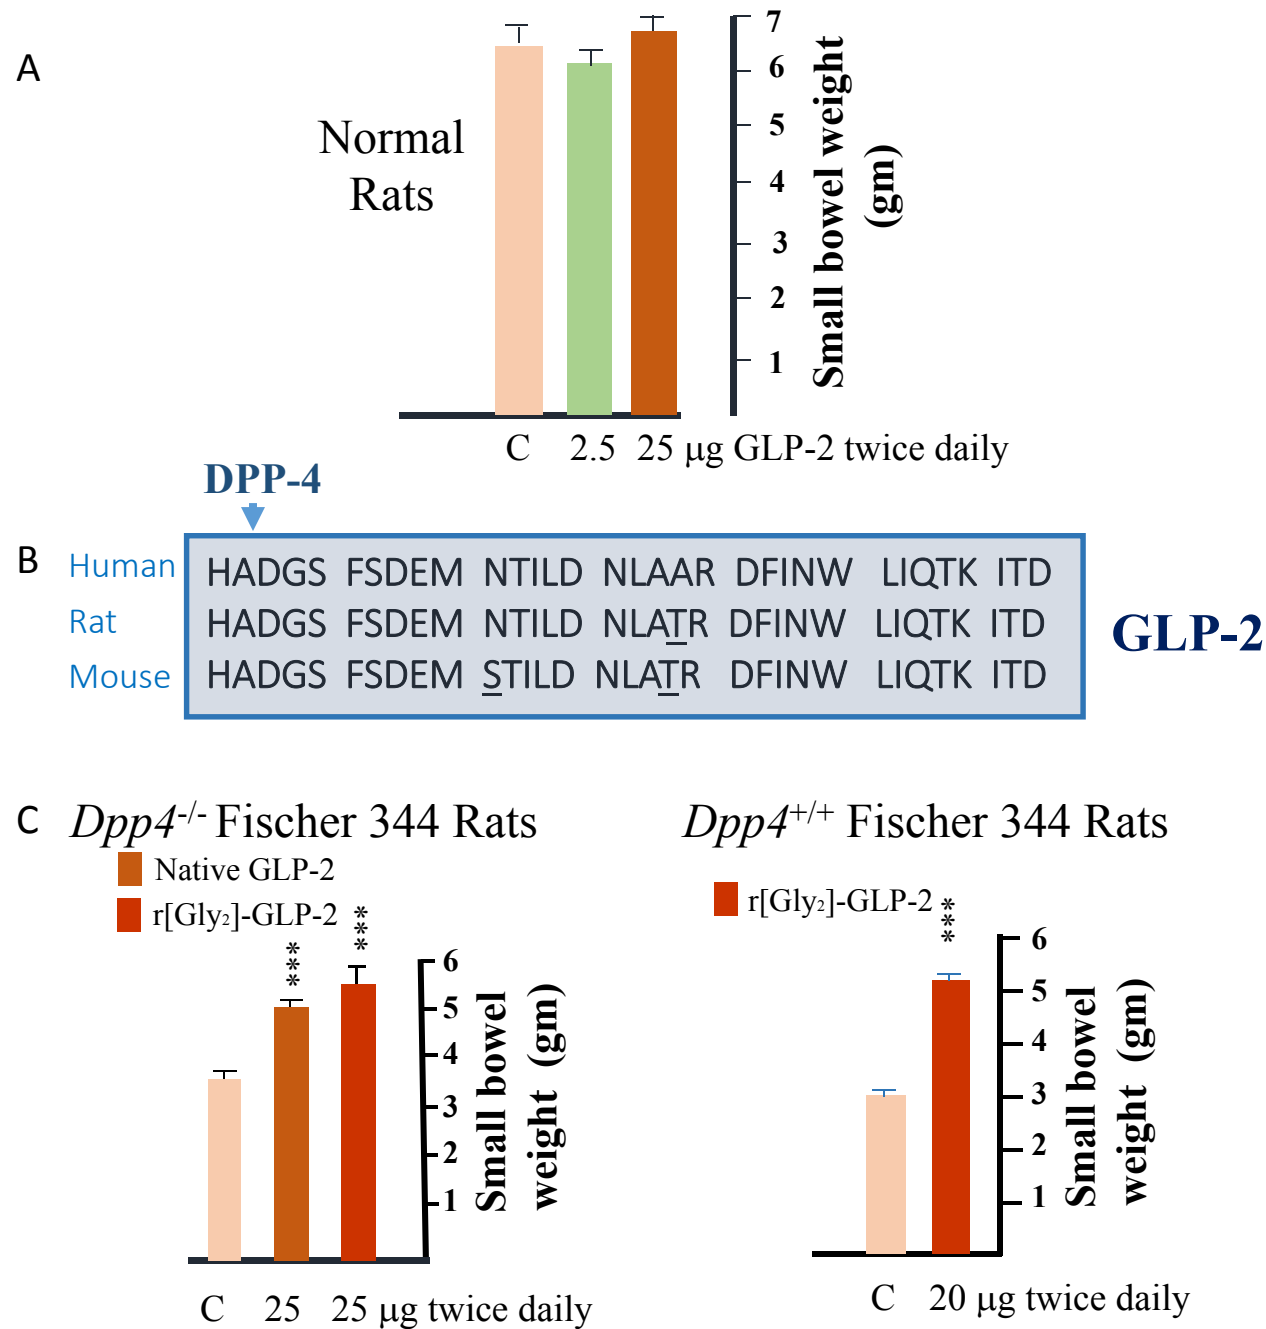 A
Normal
Rats
7
6
5
4
3
2
1
Small bowel weight
(gm)
C 2.5 25 μg GLP-2 twice daily
DPP-4
B
Human HADGS FSDEM NTILD NLAAR DFINW LIQTK ITD
Rat HADGS FSDEM NTILD NLATR DFINW LIQTK ITD
Mouse HADGS FSDEM STILD NLATR DFINW LIQTK ITD
GLP-2
C Dpp4-/- Fischer 344 Rats
Native GLP-2
r[Gly2]-GLP-2
***
***
6
5
4
3
2
1
Small bowel
weight (gm)
C 25 25 μg twice daily
Dpp4+/+ Fischer 344 Rats
r[Gly2]-GLP-2
***
6
5
4
3
2
1
Small bowel
weight (gm)
C 20 μg twice daily